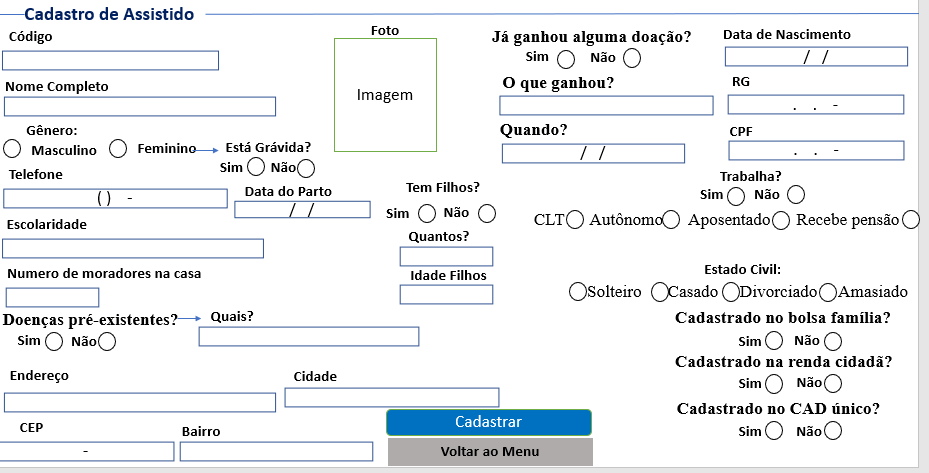 Cadastro de Assistido
Código
Nome Completo
Gênero:
Masculino Feminino
Está Grávida?
Sim Não
Telefone
( ) -
Data do Parto
/ /
Escolaridade
Numero de moradores na casa
Doenças pré-existentes?
Sim Não
Quais?
Endereço
Cidade
CEP
-
Bairro
Foto
Imagem
Tem Filhos?
Sim Não
Quantos?
Idade Filhos
Cadastrar
Voltar ao Menu
Já ganhou alguma doação?
Sim Não
O que ganhou?
Quando?
/ /
Data de Nascimento
/ /
RG
. . -
CPF
. . -
Trabalha?
Sim Não
CLT Autônomo Aposentado Recebe pensão
Estado Civil:
Solteiro Casado Divorciado Amasiado
Cadastrado no bolsa família?
Sim Não
Cadastrado na renda cidadã?
Sim Não
Cadastrado no CAD único?
Sim Não